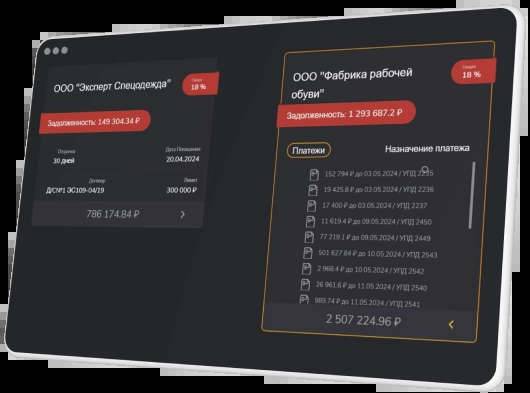 ООО "Эксперт Спецодежда"
Скидка
18 %
Задолженность: 149 304.34 ₽
Отсрочка
30 дней
Дата Погашения
20.04.2024
Договор
Д/С№1 ЭС109-04/19
Лимит
300 000 ₽
786 174.84 ₽
ООО "Фабрика рабочей
обуви"
Скидка
18 %
Задолженность: 1 293 687.2 ₽
Платежи
Назначение платежа
152 794 ₽ до 03.05.2024 / УПД 2235
19 425.8 ₽ до 03.05.2024 / УПД 2236
17 400 ₽ до 03.05.2024 / УПД 2237
11 619.4 ₽ до 09.05.2024 / УПД 2450
77 219.1 ₽ до 09.05.2024 / УПД 2449
501 627.84 ₽ до 10.05.2024 / УПД 2543
2 968.4 ₽ до 10.05.2024 / УПД 2542
26 961.6 ₽ до 11.05.2024 / УПД 2540
989.74 ₽ до 11.05.2024 / УПД 2541
2 507 224.96 ₽